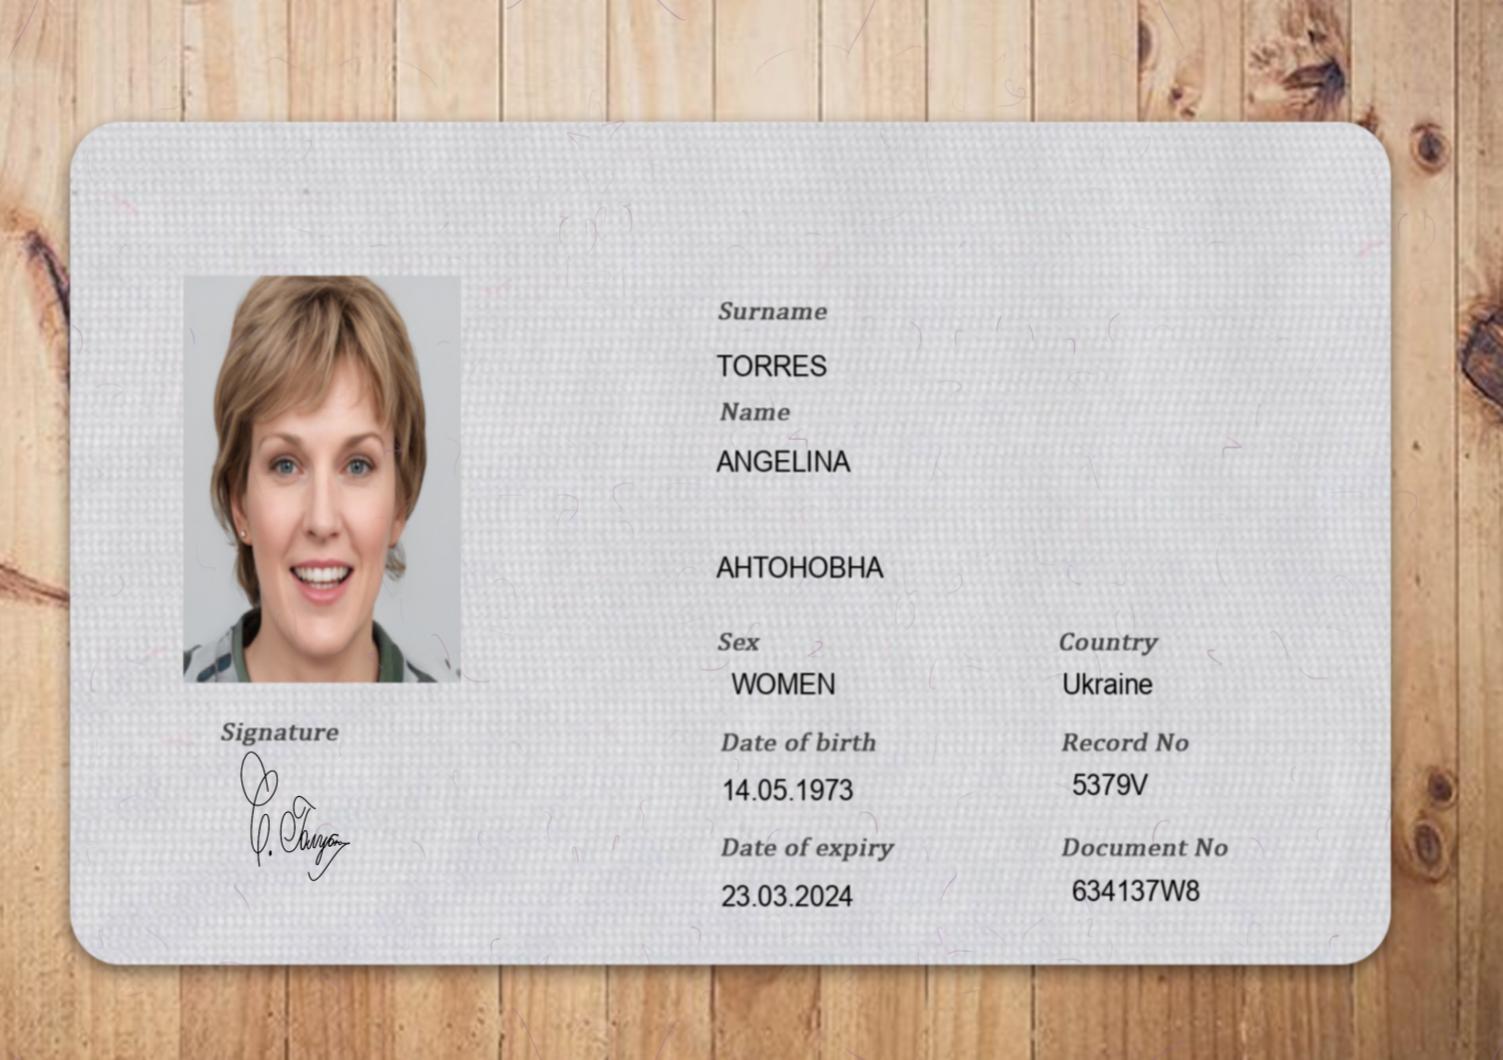 Surname
TORRES
Name
ANGELINA
AHTOHOBHA
Sex
Country
WOMEN
Ukraine
Signature
Date of birth
Record No
14.05.1973
5379V
Date of expiry
Document No
23.03.2024
634137W8